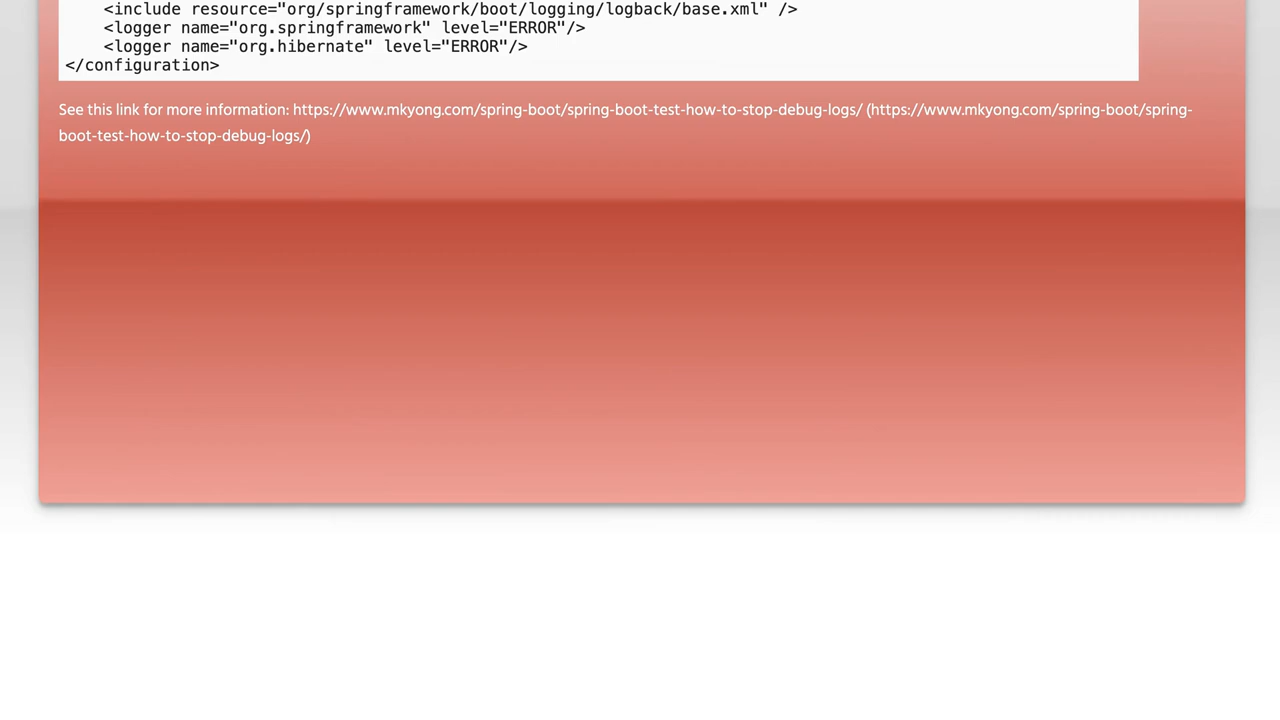 <include resource="org/springframework/boot/logging/logback/base.xml" />
<logger name="org.springframework" level="ERROR"/>
<logger name="org.hibernate" level="ERROR"/>
</configuration>
See this link for more information: https://www.mkyong.com/spring-boot/spring-boot-test-how-to-stop-debug-logs/ (https://www.mkyong.com/spring-boot/spring-
boot-test-how-to-stop-debug-logs/)